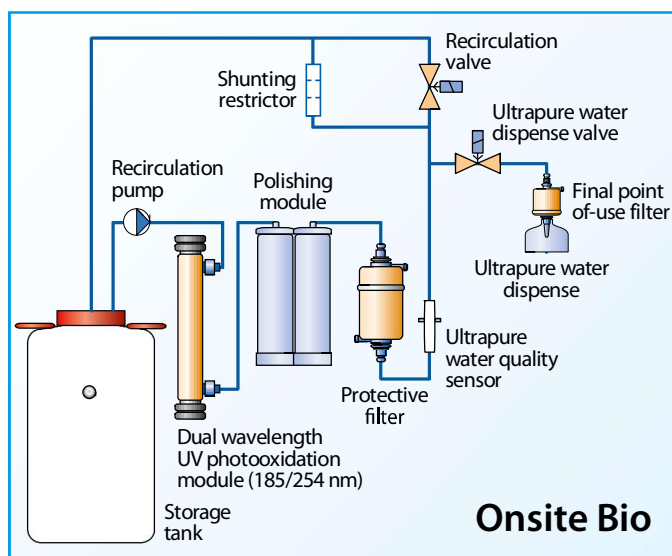 Recirculation
valve
Shunting
restrictor
Ultrapure water
dispense valve
Recirculation
pump
Polishing
module
Final point
of-use filter
Ultrapure water
dispense
Ultrapure
water quality
sensor
Protective
filter
Dual wavelength
UV photooxidation
module (185/254 nm)
Storage
tank
Onsite Bio